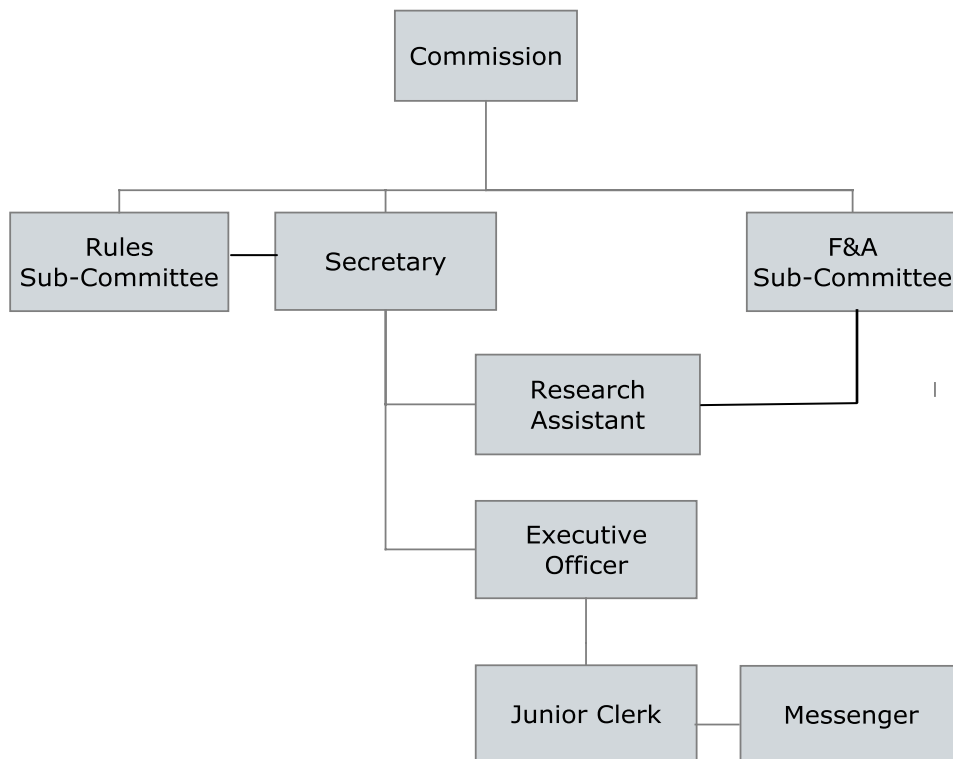 Commission
Rules
Sub-Committee
Secretary
F&A
Sub-Committee
Research
Assistant
Executive
Officer
Junior Clerk
Messenger